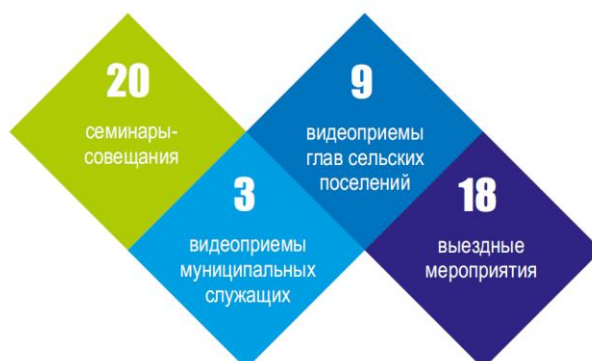 20
семинары-
совещания
3
видеоприемы
муниципальных
служащих
9
видеоприемы
глав сельских
поселений
18
выездные
мероприятия